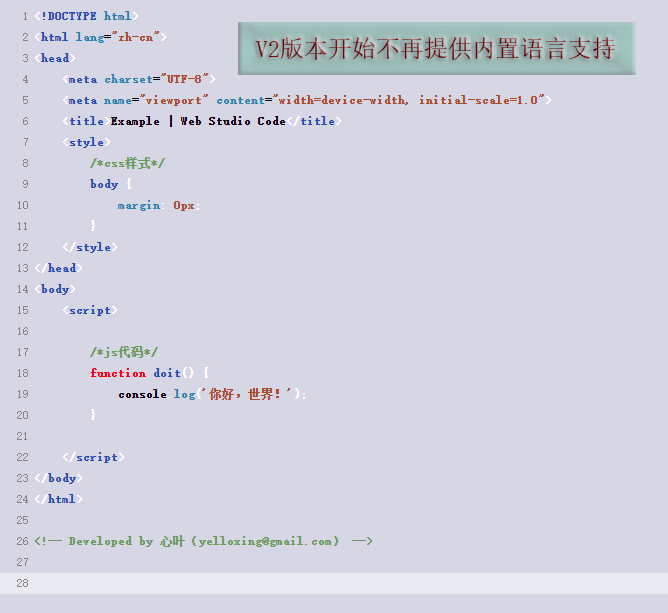 V2版本开始不再提供内置语言支持
1 <!DOCTYPE html>
2 <html lang="zh-cn">
3 <head>
4     <meta charset="UTF-8">
5     <meta name="viewport" content="width=device-width, initial-scale=1.0">
6     <title>Example | Web Studio Code</title>
7     <style>
8         /*css样式*/
9         body {
10             margin: 0px;
11         }
12     </style>
13 </head>
14 <body>
15     <script>
16
17         /*js代码*/
18         function doit() {
19             console.log('你好，世界！');
20         }
21
22     </script>
23 </body>
24 </html>
25
26 <!-- Developed by 心叶（yelloxing@gmail.com） -->
27
28